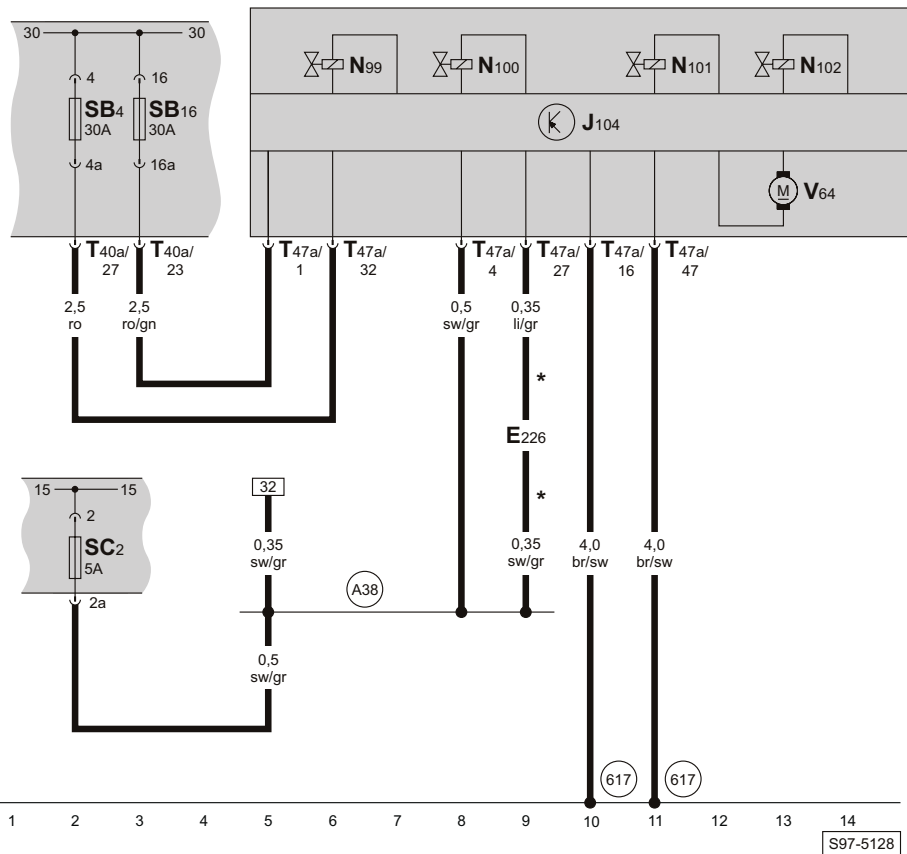 30 30
N99 N100 N101 N102
4 16
SB4 SB16
30A 30A
J104
4a 16a
M V64
T40a/ T40a/ T47a/ T47a/ T47a/ T47a/ T47a/ T47a/
27 23 1 32 4 27 16 47
2,5 2,5 0,5 0,35
ro ro/gn sw/gr li/gr
*
E226
15 15 32 *
2
SC2 0,35 0,35 4,0 4,0
5A sw/gr sw/gr br/sw br/sw
2a A38
0,5
sw/gr
617 617
1 2 3 4 5 6 7 8 9 10 11 12 13 14
S97-5128